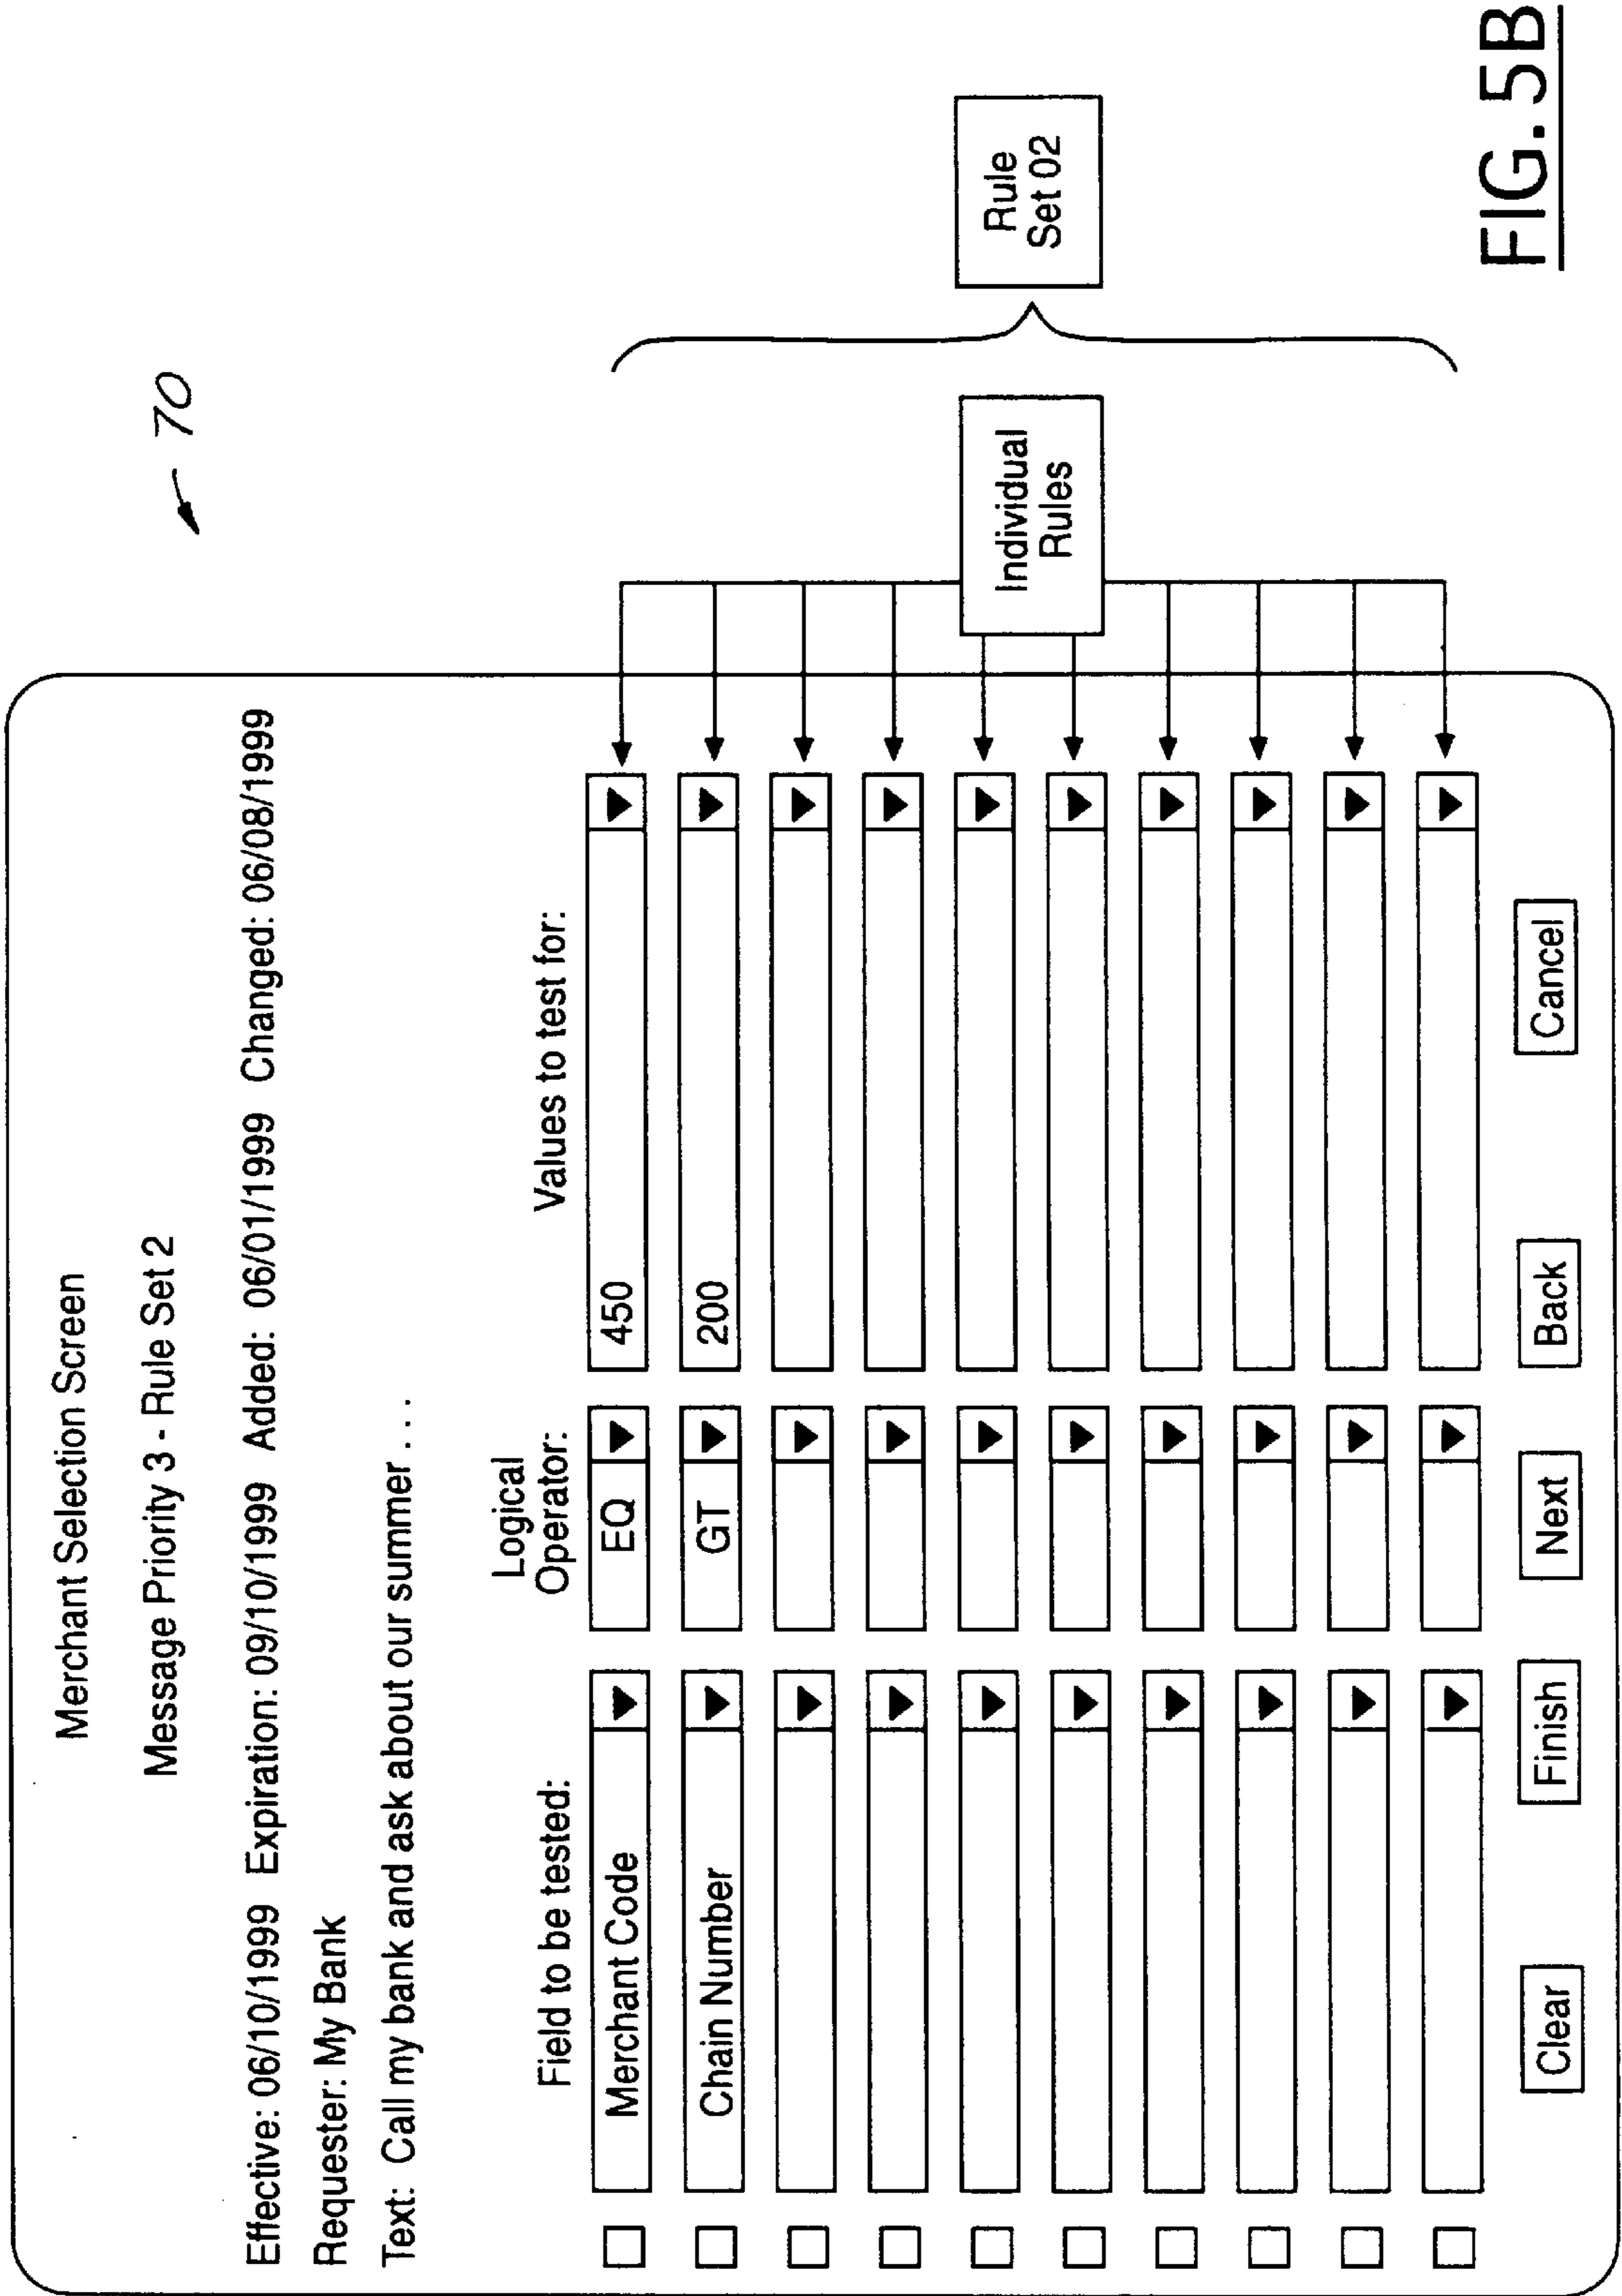 Merchant Selection Screen
Message Priority 3 - Rule Set 2
70
Effective: 06/10/1999 Expiration: 09/10/1999 Added: 06/01/1999 Changed: 06/08/1999
Requester: My Bank
Text: Call my bank and ask about our summer . . .
Field to be tested:
Logical
Operator:
Values to test for:
Merchant Code EQ 450
Chain Number GT 200
Individual
Rules
Rule
Set 02
Clear Finish Next Back Cancel
FIG. 5B